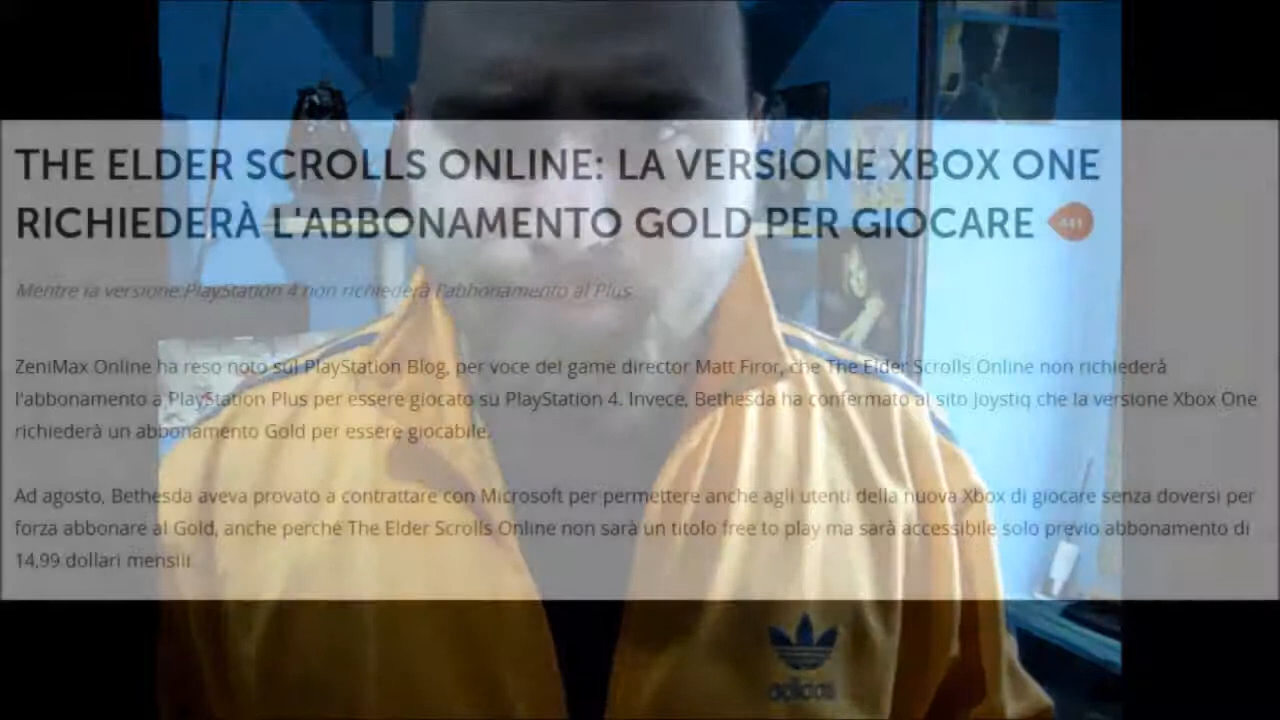 THE ELDER SCROLLS ONLINE: LA VERSIONE XBOX ONE
RICHIEDERÀ L'ABBONAMENTO GOLD PER GIOCARE 441
Mentre la versione PlayStation 4 non richiederà l'abbonamento al Plus
ZeniMax Online ha reso noto sul PlayStation Blog, per voce del game director Matt Firor, che The Elder Scrolls Online non richiederà
l'abbonamento a PlayStation Plus per essere giocato su PlayStation 4. Invece, Bethesda ha confermato al sito Joystiq che la versione Xbox One
richiederà un abbonamento Gold per essere giocabile.
Ad agosto, Bethesda aveva provato a contrattare con Microsoft per permettere anche agli utenti della nuova Xbox di giocare senza doversi per
forza abbonare al Gold, anche perché The Elder Scrolls Online non sarà un titolo free to play ma sarà accessibile solo previo abbonamento di
14,99 dollari mensili
adidas